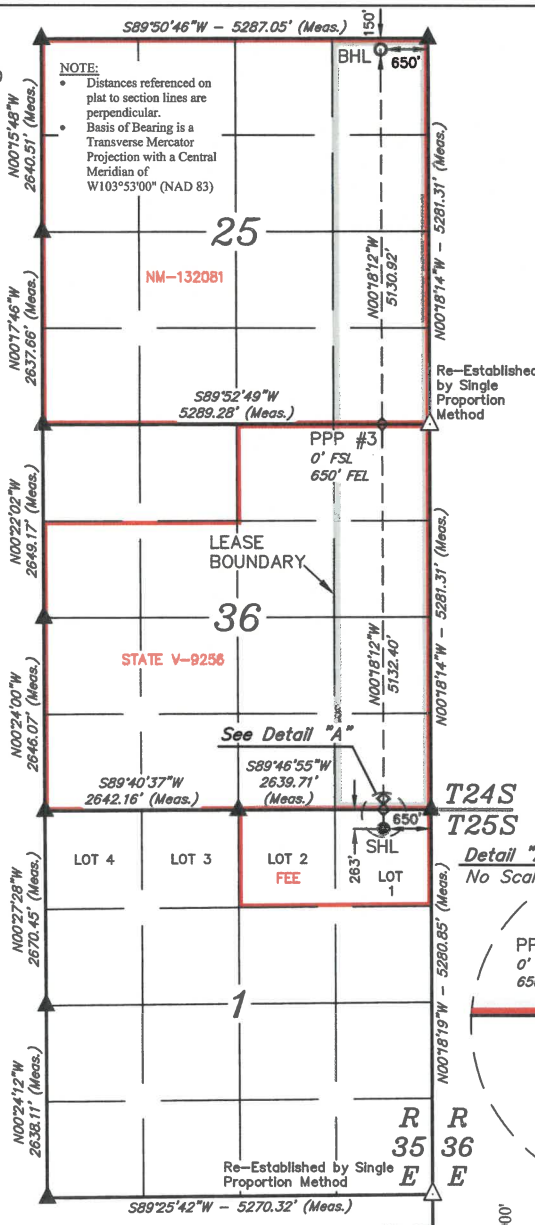 S89°50'46"W - 5287.05' (Meas.)
150'
BHL
650'
NOTE:
• Distances referenced on
plat to section lines are
perpendicular.
• Basis of Bearing is a
Transverse Mercator
Projection with a Central
Meridian of
W103°53'00" (NAD 83)
N00°15'48"W
2640.51' (Meas.)
25
NM-132081
N00°18'12"W
5130.92'
N00°18'14"W - 5281.31' (Meas.)
N00°17'46"W
2637.66' (Meas.)
Re-Established
by Single
Proportion
Method
S89°52'49"W
5289.28' (Meas.)
PPP #3
0' FSL
650' FEL
N00°22'02"W
2649.17' (Meas.)
LEASE
BOUNDARY
36
STATE V-9256
N00°18'12"W
5132.40'
N00°18'14"W - 5281.31' (Meas.)
N00°24'00"W
2646.07' (Meas.)
See Detail "A"
S89°40'37"W
2642.16' (Meas.)
S89°46'55"W
2639.71'
(Meas.)
T24S
T25S
650'
SHL
263'
LOT 4
LOT 3
LOT 2
FEE
LOT
1
Detail "A
No Scal
N00°27'28"W
2670.45' (Meas.)
PP
0'
650
1
N00°18'19"W - 5280.85' (Meas.)
N00°24'12"W
2638.11' (Meas.)
R R
35 36
E E
Re-Established by Single
Proportion Method
S89°25'42"W - 5270.32' (Meas.)
00'